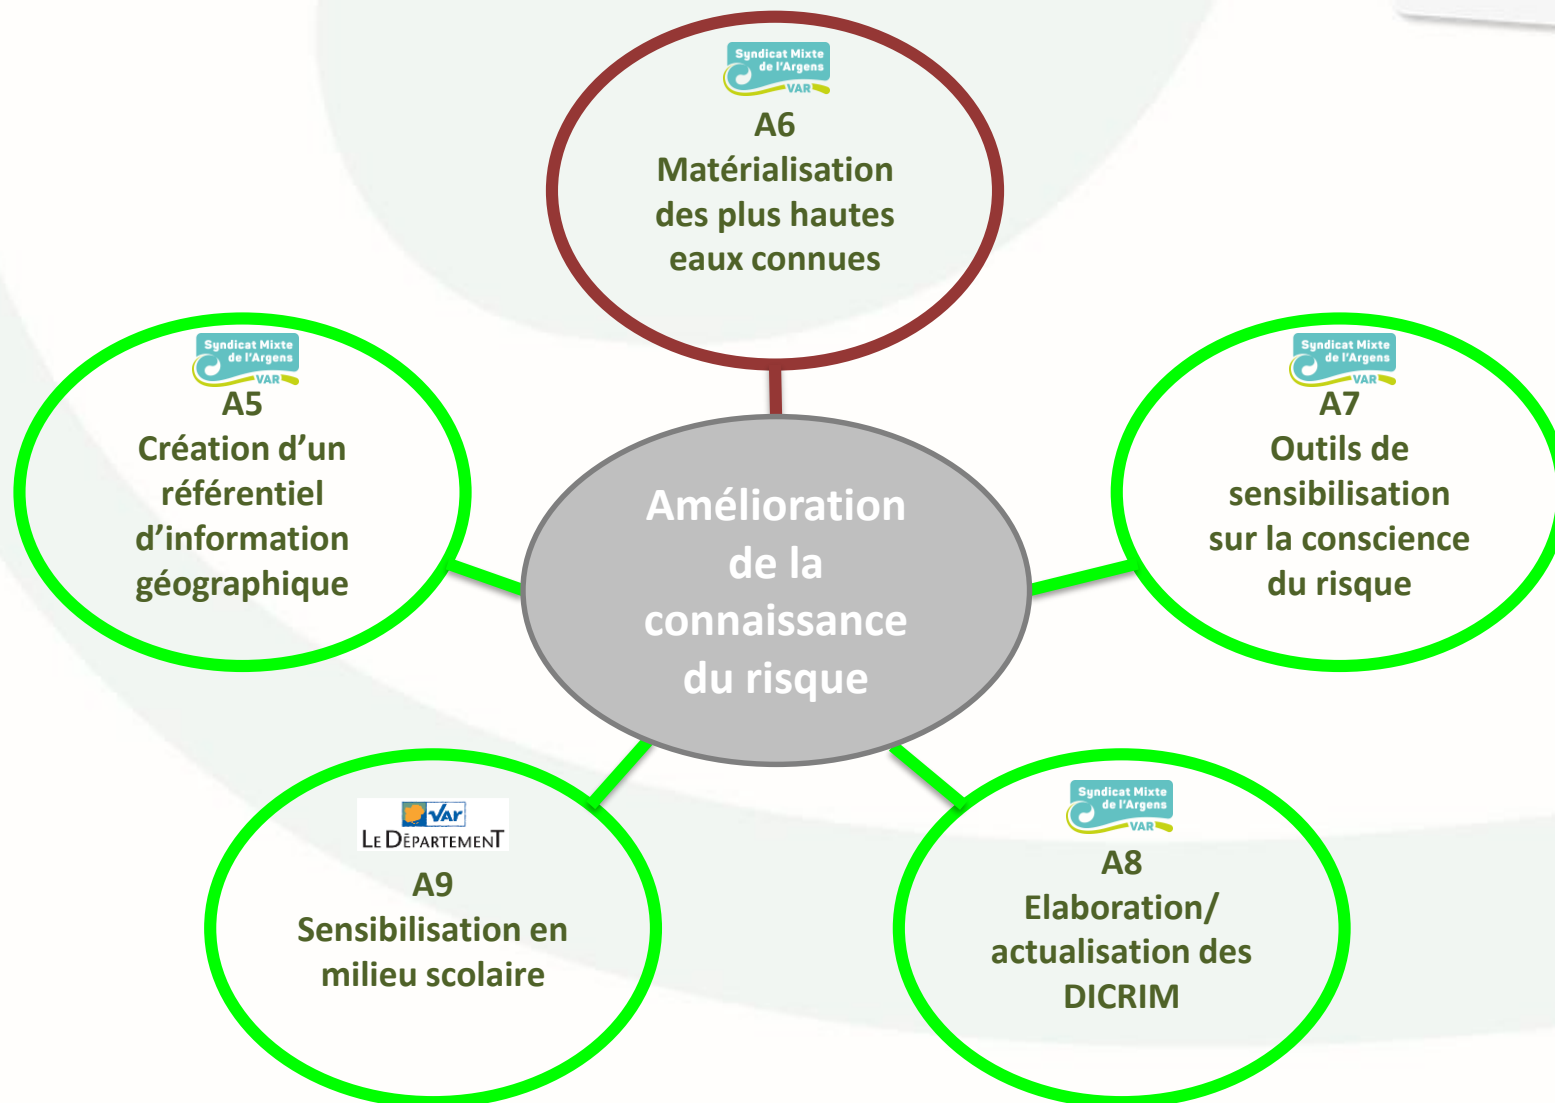 Syndicat Mixte
de l'Argens
VAR
A6
Matérialisation
des plus hautes
eaux connues
Syndicat Mixte
de l'Argens
VAR
A5
Création d’un
référentiel
d’information
géographique
Syndicat Mixte
de l'Argens
VAR
A7
Outils de
sensibilisation
sur la conscience
du risque
Amélioration
de la
connaissance
du risque
Var
LE DÉPARTEMENT
A9
Sensibilisation en
milieu scolaire
Syndicat Mixte
de l'Argens
VAR
A8
Elaboration/
actualisation des
DICRIM